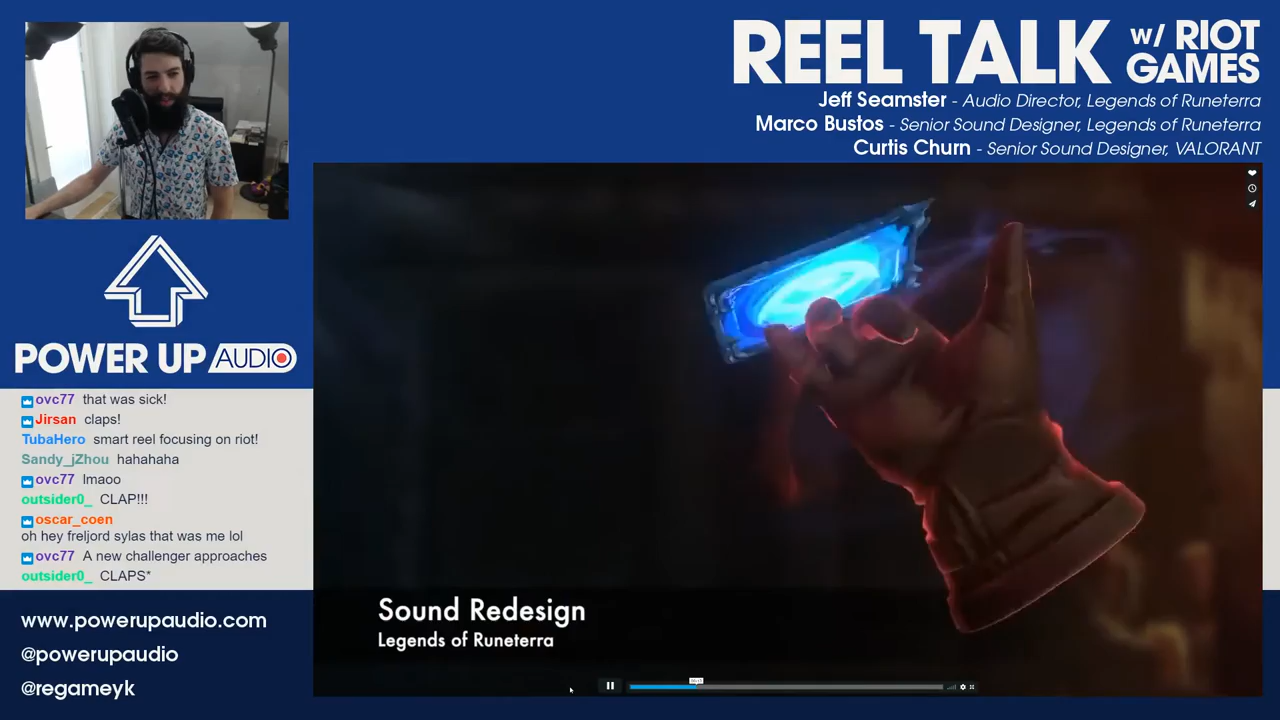 REEL TALK w/ RIOT GAMES
Jeff Seamster - Audio Director, Legends of Runeterra
Marco Bustos - Senior Sound Designer, Legends of Runeterra
Curtis Churn - Senior Sound Designer, VALORANT
POWER UP AUDIO
ovc77 that was sick!
Jirsan claps!
TubaHero smart reel focusing on riot!
Sandy_jZhou hahahaha
ovc77 lmaoo
outsider0_ CLAP!!!
oscar_coen
oh hey freljord sylas that was me lol
ovc77 A new challenger approaches
outsider0_ CLAPS*
www.powerupaudio.com
@powerupaudio
@regameyk
Sound Redesign
Legends of Runeterra